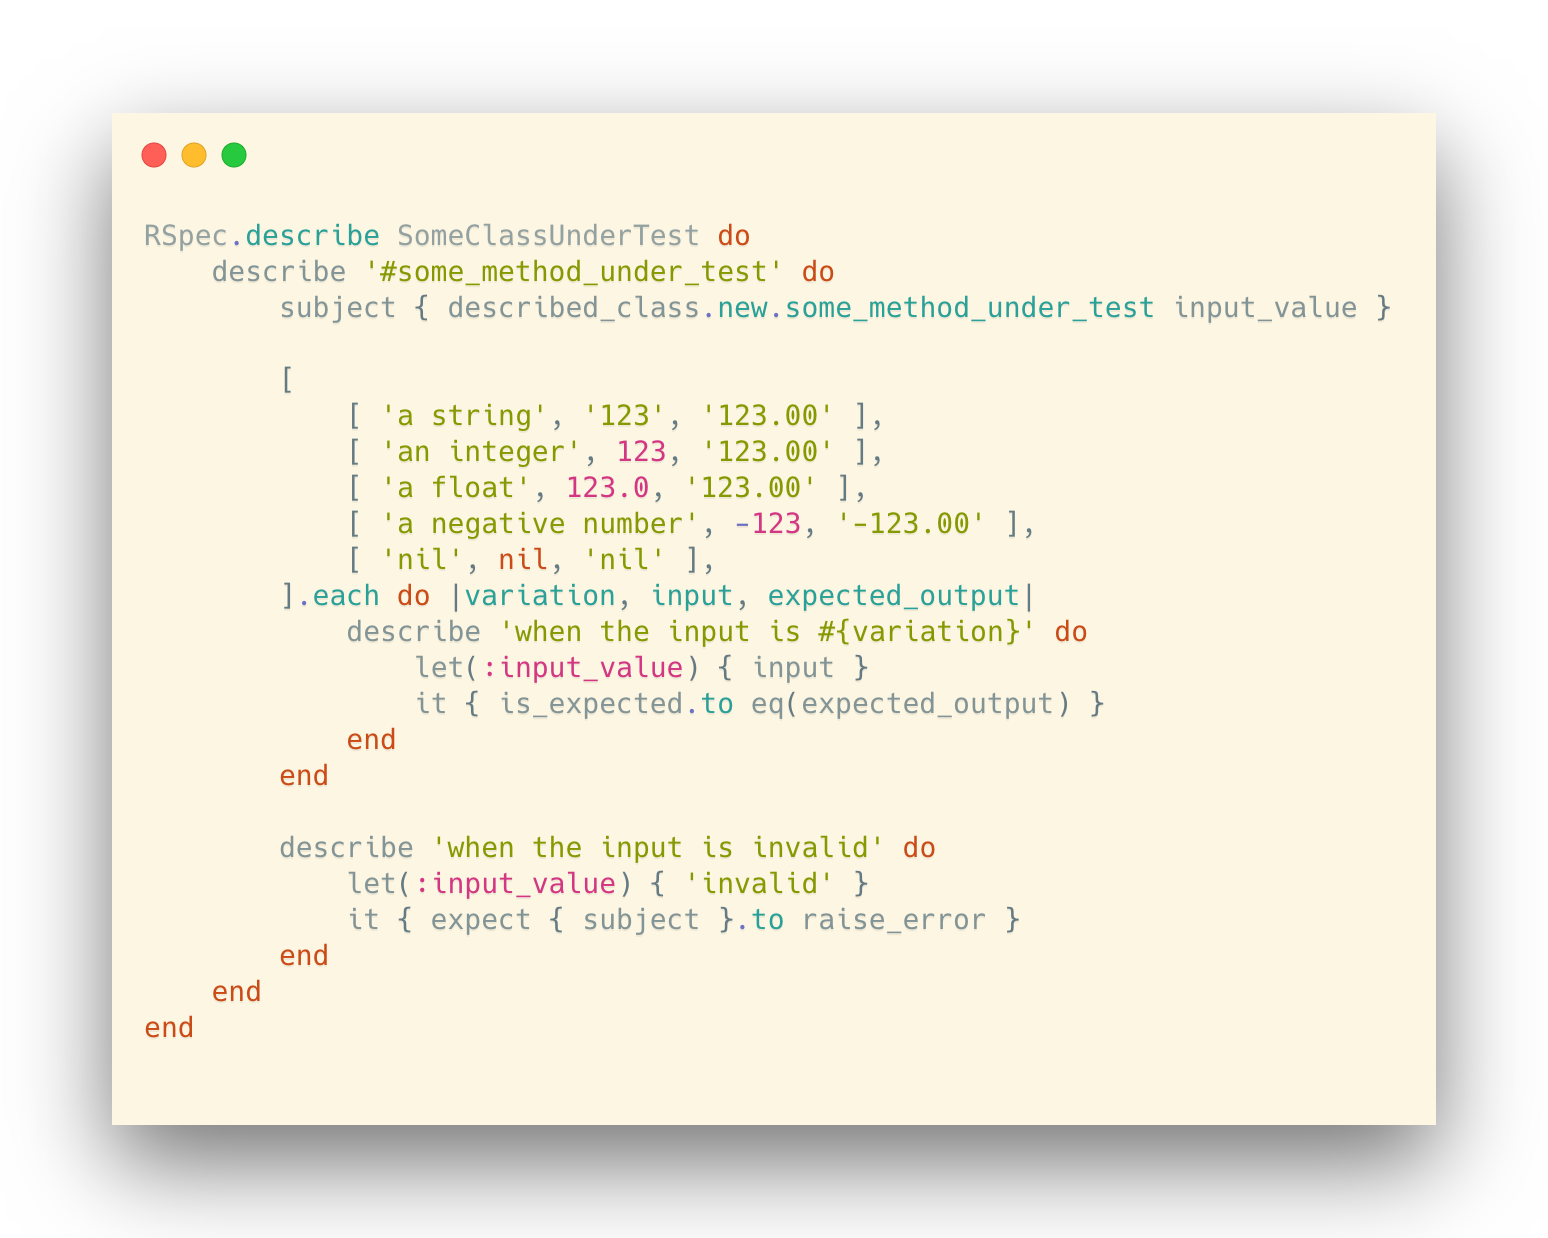 RSpec.describe SomeClassUnderTest do
    describe '#some_method_under_test' do
        subject { described_class.new.some_method_under_test input_value }

        [
            [ 'a string', '123', '123.00' ],
            [ 'an integer', 123, '123.00' ],
            [ 'a float', 123.0, '123.00' ],
            [ 'a negative number', -123, '-123.00' ],
            [ 'nil', nil, 'nil' ],
        ].each do |variation, input, expected_output|
            describe 'when the input is #{variation}' do
                let(:input_value) { input }
                it { is_expected.to eq(expected_output) }
            end
        end

        describe 'when the input is invalid' do
            let(:input_value) { 'invalid' }
            it { expect { subject }.to raise_error }
        end
    end
end